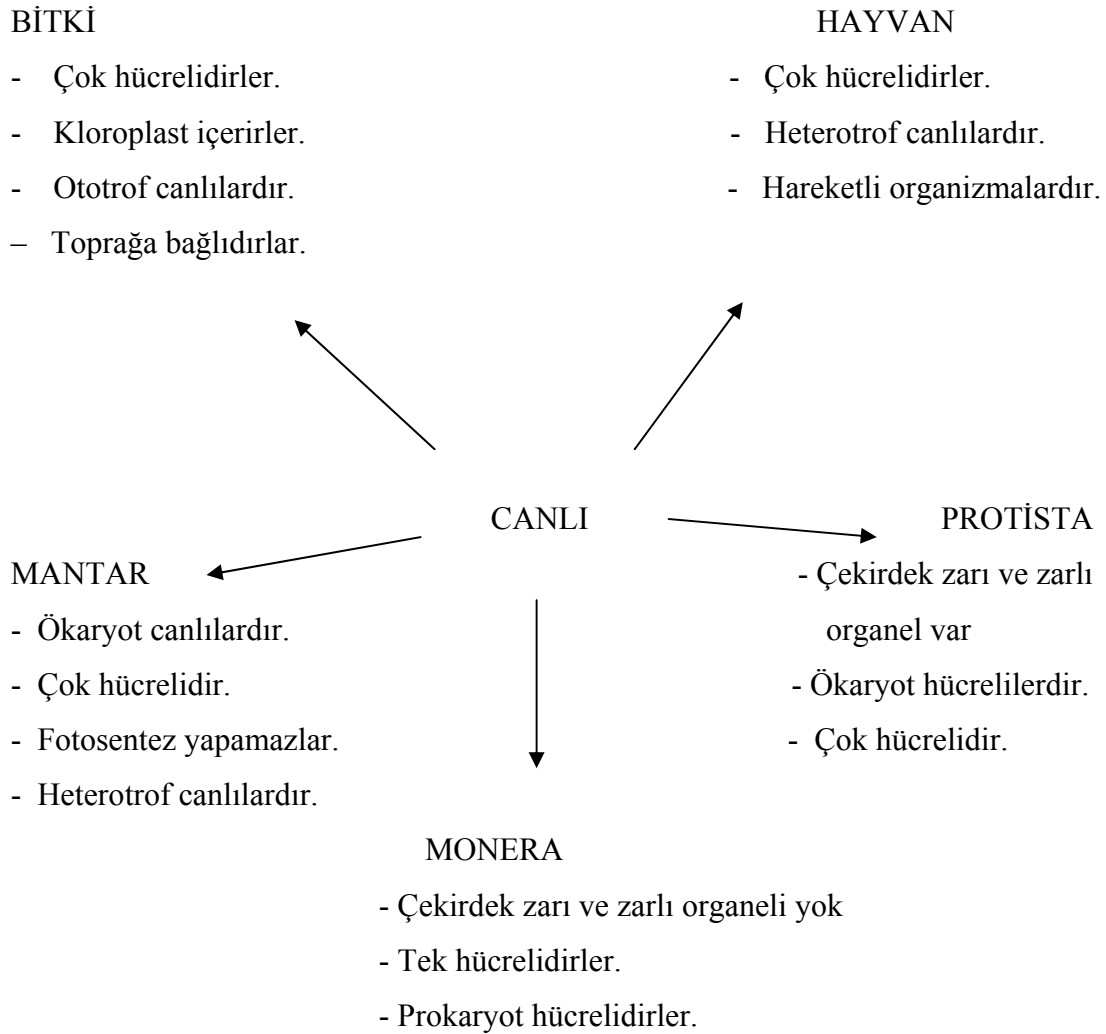 BİTKİ
- Çok hücrelidirler.
- Kloroplast içerirler.
- Ototrof canlılardır.
– Toprağa bağlıdırlar.
HAYVAN
- Çok hücrelidirler.
- Heterotrof canlılardır.
- Hareketli organizmalardır.
CANLI
MANTAR
- Ökaryot canlılardır.
- Çok hücrelidir.
- Fotosentez yapamazlar.
- Heterotrof canlılardır.
PROTİSTA
- Çekirdek zarı ve zarlı
organel var
- Ökaryot hücrelilerdir.
- Çok hücrelidir.
MONERA
- Çekirdek zarı ve zarlı organeli yok
- Tek hücrelidirler.
- Prokaryot hücrelidirler.